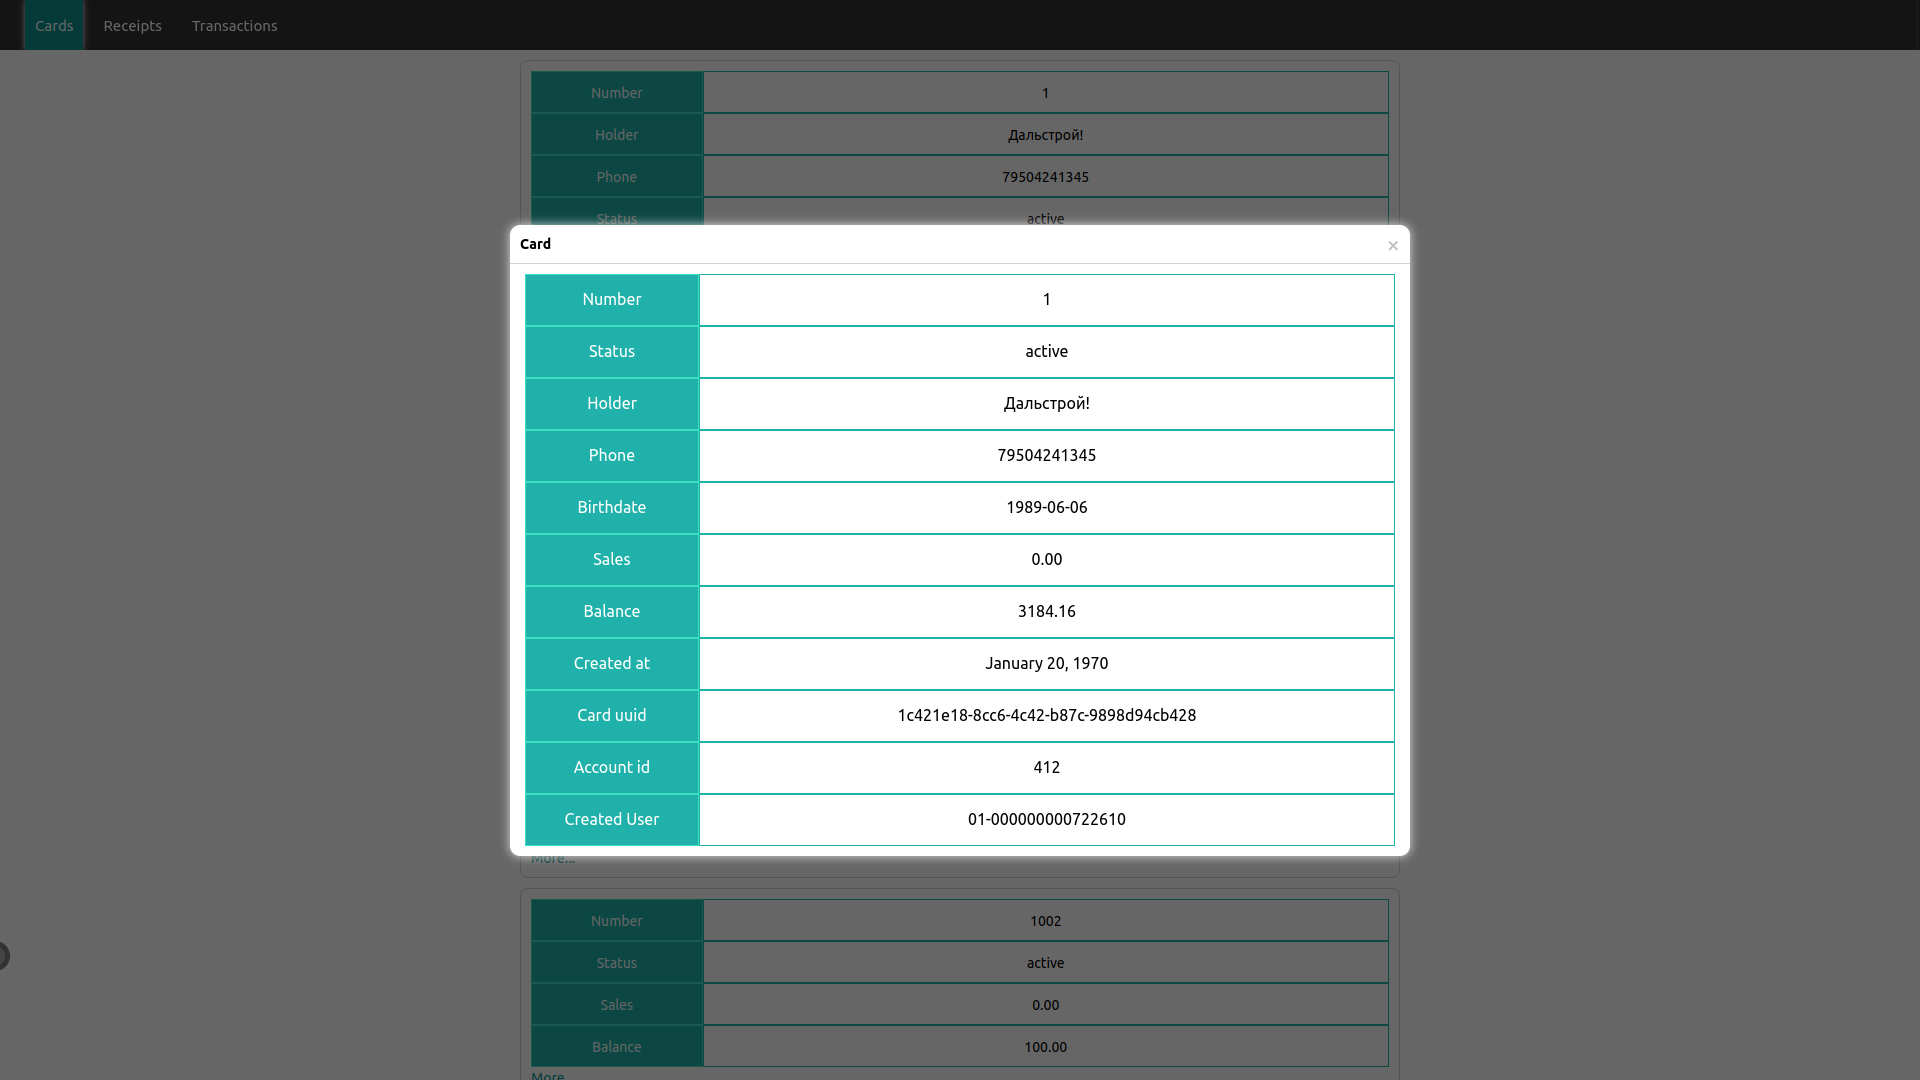 Cards Receipts Transactions
Number 1
Holder Дальстрой!
Phone 79504241345
Status active
Card ×
Number 1
Status active
Holder Дальстрой!
Phone 79504241345
Birthdate 1989-06-06
Sales 0.00
Balance 3184.16
Created at January 20, 1970
Card uuid 1c421e18-8cc6-4c42-b87c-9898d94cb428
Account id 412
Created User 01-000000000722610
More...
Number 1002
Status active
Sales 0.00
Balance 100.00
More...